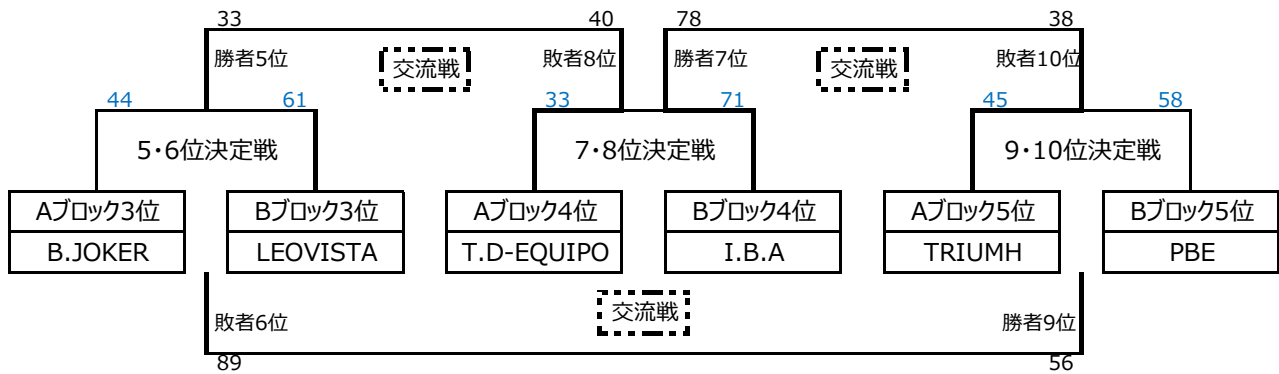 33 40 78 38
勝者5位 交流戦 敗者8位 勝者7位 交流戦 敗者10位
44 61 33 71 45 58
5・6位決定戦 7・8位決定戦 9・10位決定戦
Aブロック3位 Bブロック3位 Aブロック4位 Bブロック4位 Aブロック5位 Bブロック5位
B.JOKER LEOVISTA T.D-EQUIPO I.B.A TRIUMH PBE
交流戦
敗者6位 勝者9位
89 56